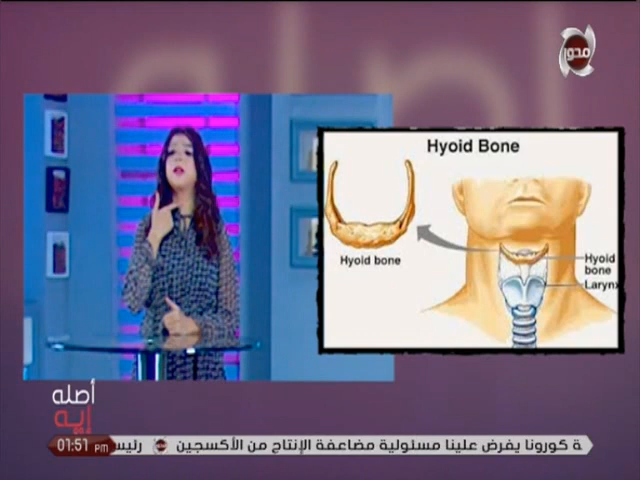 محور
Hyoid Bone
Hyoid bone
Hyoid
bone
Larynx
أصله
إيه
01:51 PM
ة كورونا يفرض علينا مسئولية مضاعفة الإنتاج من الأكسجين
رئيس